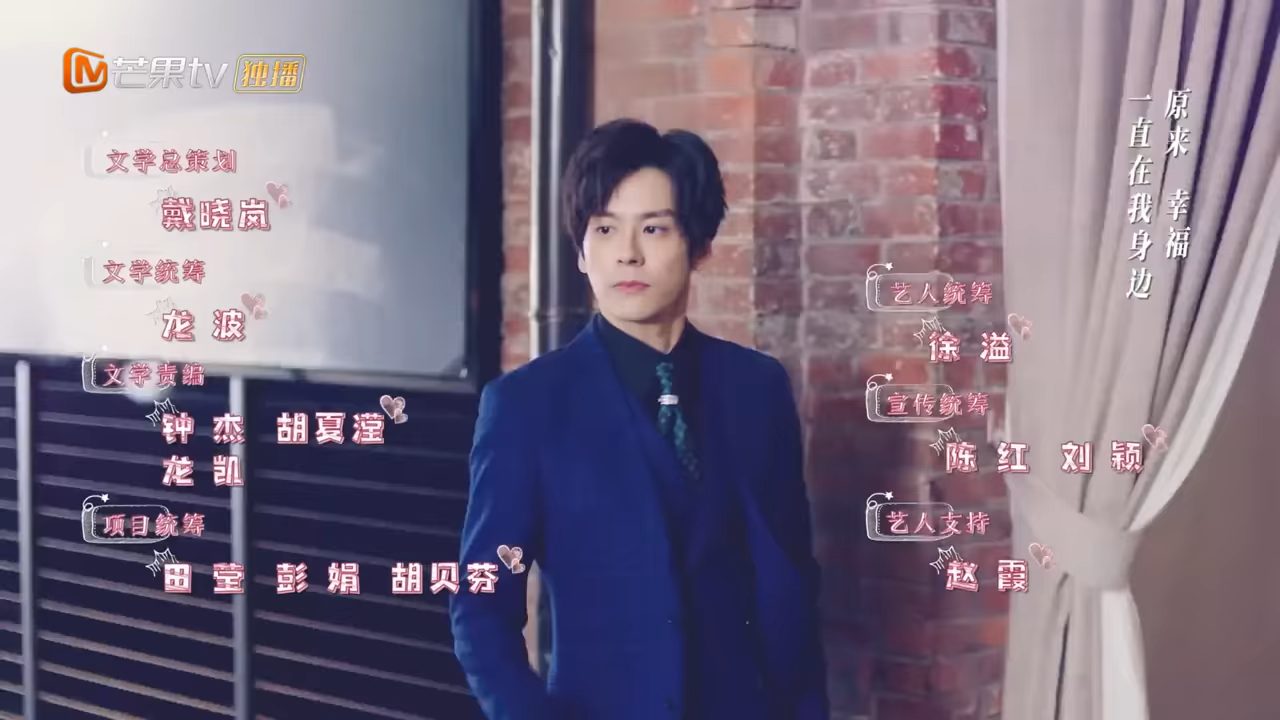 芒果tv 独播
文学总策划
戴晓岚
文学统筹
龙 波
文学责编
钟 杰 胡夏滢
龙 凯
项目统筹
田 莹 彭 娟 胡贝芬
原来 幸福
一直在我身边
艺人统筹
徐 溢
宣传统筹
陈 红 刘 颖
艺人支持
赵 霞